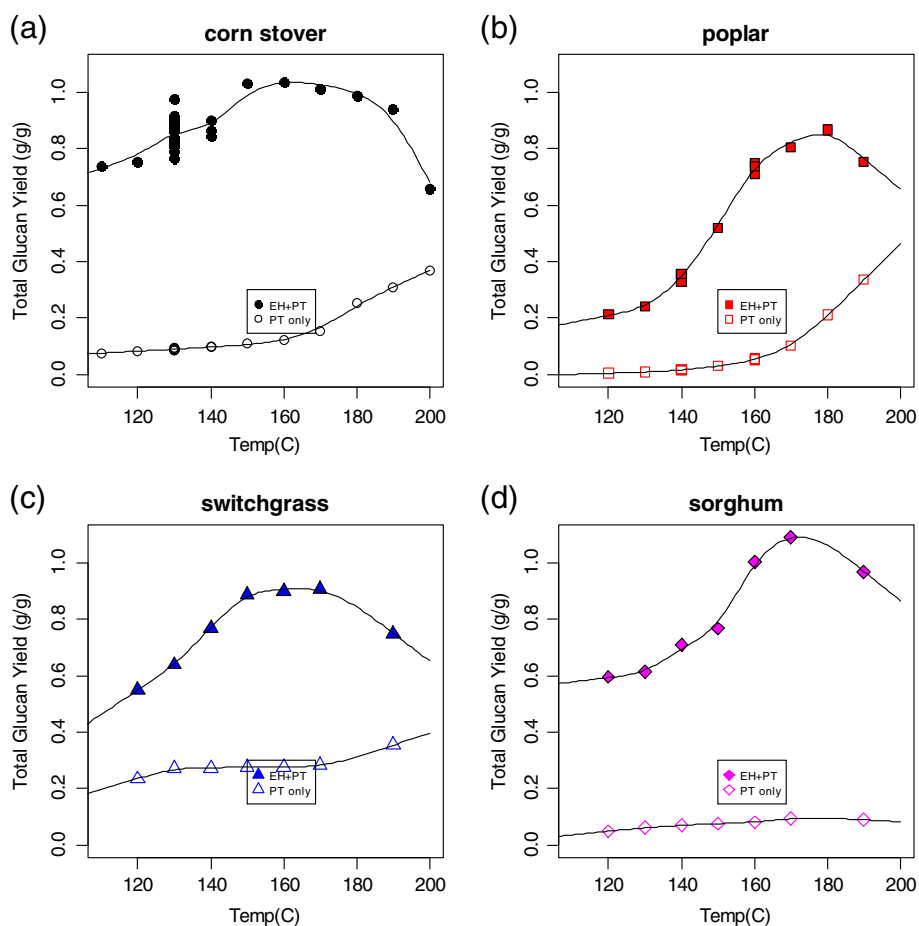 (a)
corn stover
Total Glucan Yield (g/g)
0.0 0.2 0.4 0.6 0.8 1.0
EH+PT
PT only
120 140 160 180 200
Temp(C)
(b)
poplar
Total Glucan Yield (g/g)
0.0 0.2 0.4 0.6 0.8 1.0
EH+PT
PT only
120 140 160 180 200
Temp(C)
(c)
switchgrass
Total Glucan Yield (g/g)
0.0 0.2 0.4 0.6 0.8 1.0
EH+PT
PT only
120 140 160 180 200
Temp(C)
(d)
sorghum
Total Glucan Yield (g/g)
0.0 0.2 0.4 0.6 0.8 1.0
EH+PT
PT only
120 140 160 180 200
Temp(C)